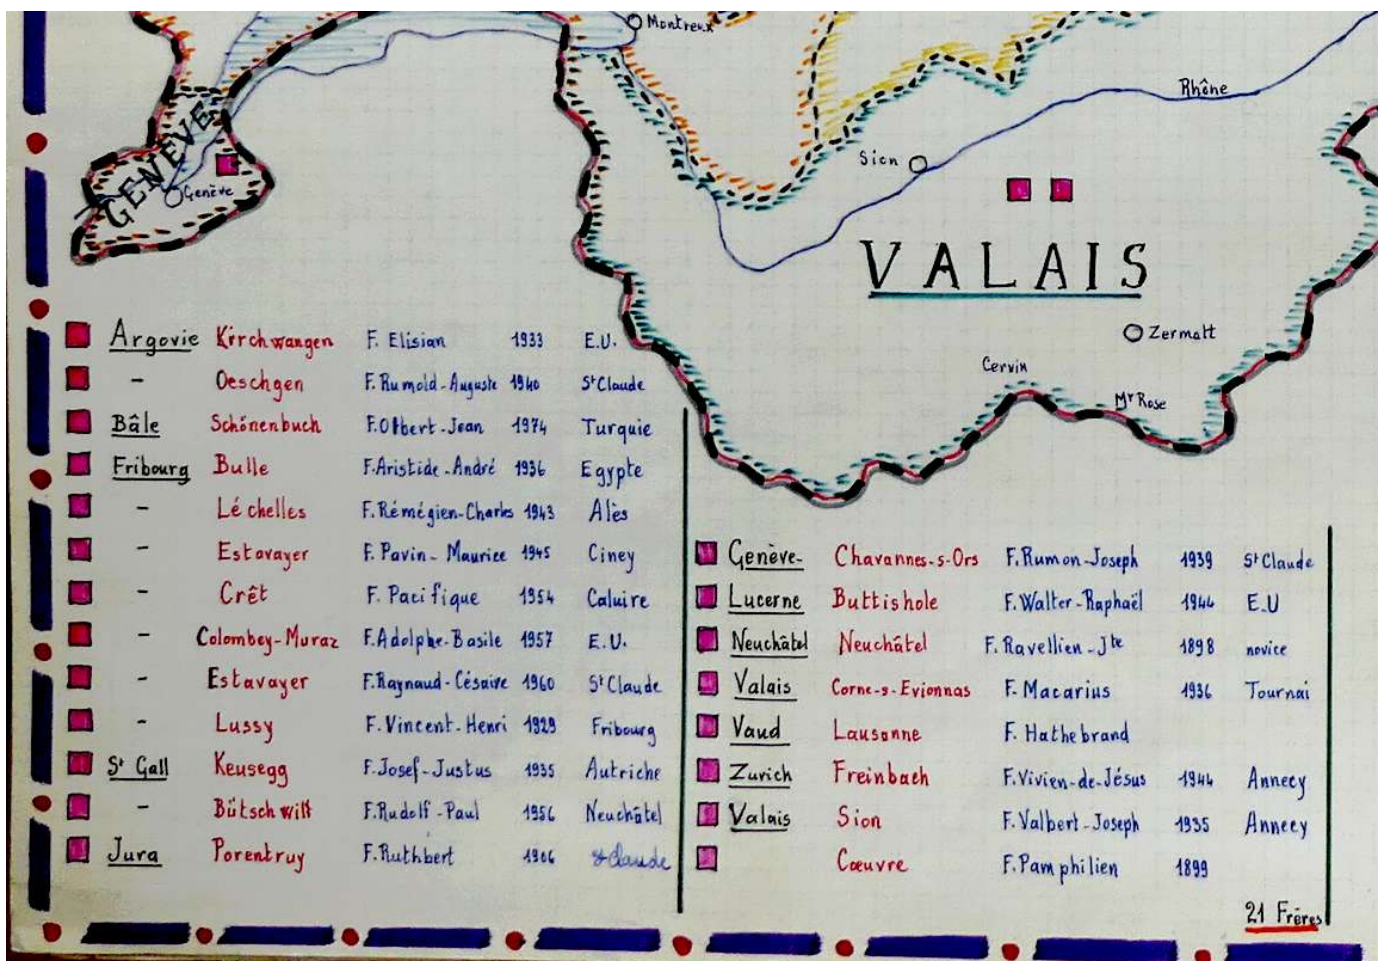 Montreux
Rhône
GENÈVE
Genève
Sion
VALAIS
Zermatt
Cervin
Mt Rose
Argovie Kirchwangen F. Elisian 1933 E.U.
- Oeschgen F. Rumold-Auguste 1940 St Claude
Bâle Schönenbuch F. Olbert-Jean 1974 Turquie
Fribourg Bulle F. Aristide-André 1936 Egypte
- Léchelles F. Rémégien-Charles 1943 Alès
- Estavayer F. Pavin-Maurice 1945 Ciney
- Crêt F. Pacifique 1954 Caluire
- Colombey-Muraz F. Adolphe-Basile 1957 E.U.
- Estavayer F. Raynaud-Césaire 1960 St Claude
- Lussy F. Vincent-Henri 1929 Fribourg
St Gall Keusegg F. Josef-Justus 1935 Autriche
- Bütschwill F. Rudolf-Paul 1956 Neuchâtel
Jura Porentruy F. Ruthbert 1906 St Claude
Genève- Chavannes-s-Ors F. Rumon-Joseph 1939 St Claude
Lucerne Buttishole F. Walter-Raphaël 1944 E.U
Neuchâtel Neuchâtel F. Ravellien-Jte 1898 novice
Valais Corne-s-Evionnas F. Macarius 1936 Tournai
Vaud Lausanne F. Hathebrand
Zurich Freinbach F. Vivien-de-Jésus 1944 Annecy
Valais Sion F. Valbert-Joseph 1935 Annecy
Cœuvre F. Pamphilien 1899
21 Frères